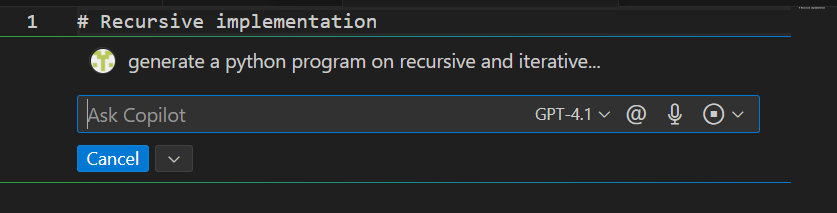 1 # Recursive implementation
generate a python program on recursive and iterative...
Ask Copilot GPT-4.1 @
Cancel